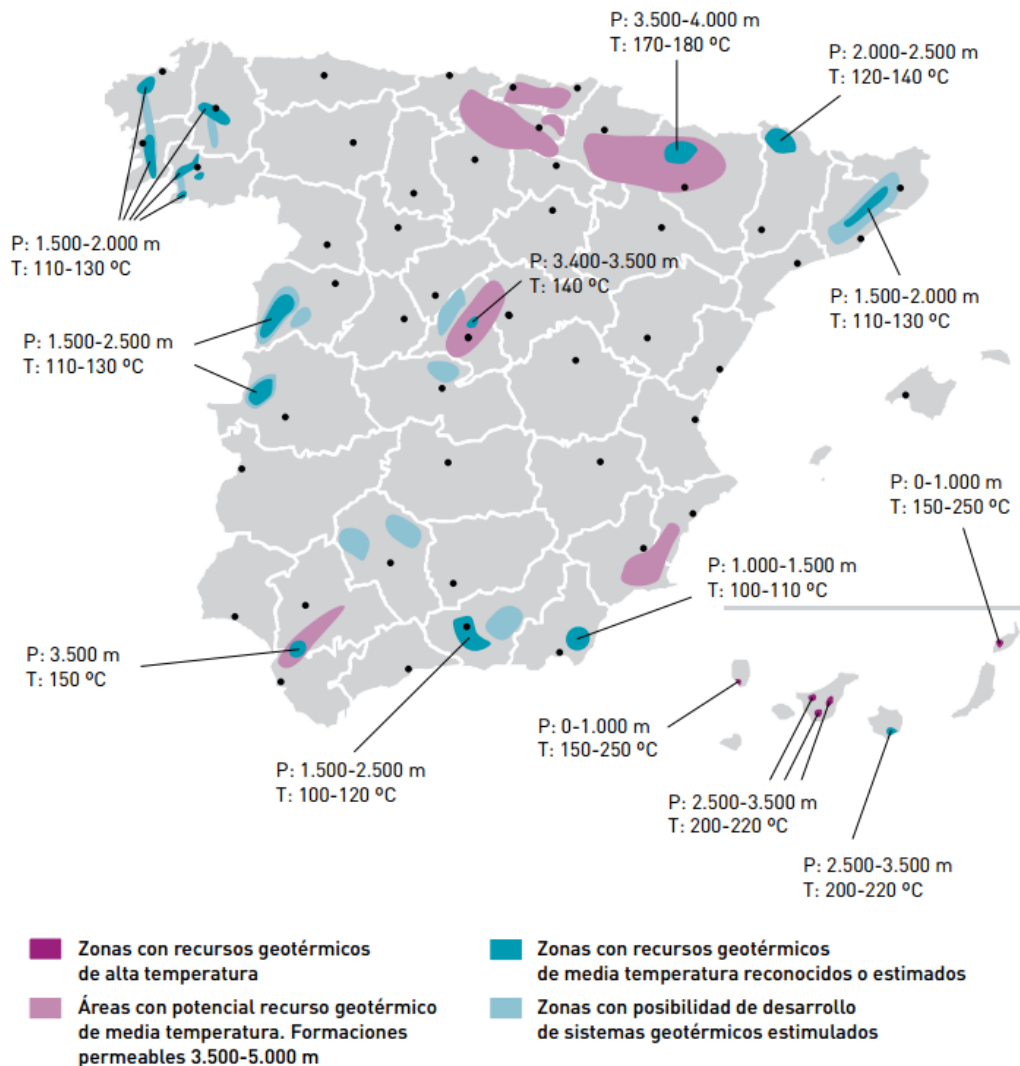 P: 3.500-4.000 m
T: 170-180 ºC
P: 2.000-2.500 m
T: 120-140 ºC
P: 1.500-2.000 m
T: 110-130 ºC
P: 3.400-3.500 m
T: 140 ºC
P: 1.500-2.000 m
T: 110-130 ºC
P: 1.500-2.500 m
T: 110-130 ºC
P: 0-1.000 m
T: 150-250 ºC
P: 1.000-1.500 m
T: 100-110 ºC
P: 3.500 m
T: 150 ºC
P: 0-1.000 m
T: 150-250 ºC
P: 1.500-2.500 m
T: 100-120 ºC
P: 2.500-3.500 m
T: 200-220 ºC
P: 2.500-3.500 m
T: 200-220 ºC
Zonas con recursos geotérmicos
de alta temperatura
Áreas con potencial recurso geotérmico
de media temperatura. Formaciones
permeables 3.500-5.000 m
Zonas con recursos geotérmicos
de media temperatura reconocidos o estimados
Zonas con posibilidad de desarrollo
de sistemas geotérmicos estimulados